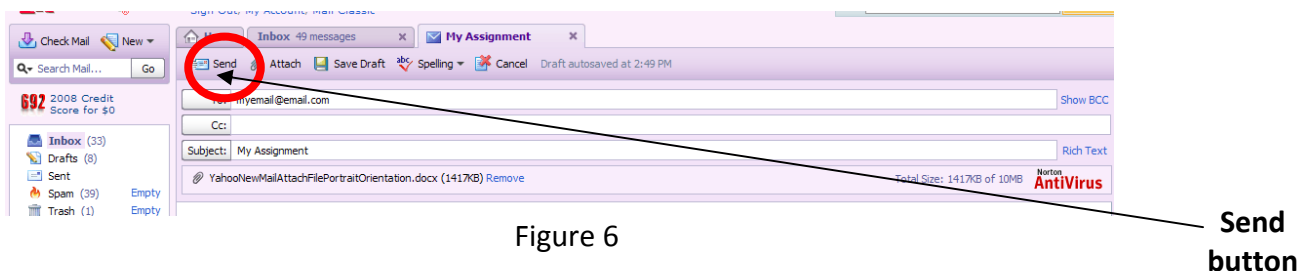 Sign Out, My Account, Mail Classic
Check Mail New
Inbox 49 messages x My Assignment x
Search Mail... Go
Send Attach Save Draft Spelling Cancel Draft autosaved at 2:49 PM
692 2008 Credit
Score for $0
myemail@email.com Show BCC
Cc:
Inbox (33)
Subject: My Assignment Rich Text
Drafts (8)
Sent
YahooNewMailAttachFilePortraitOrientation.docx (1417KB) Remove Total Size: 1417KB of 10MB Norton
AntiVirus
Spam (39) Empty
Trash (1) Empty
Figure 6
Send
button